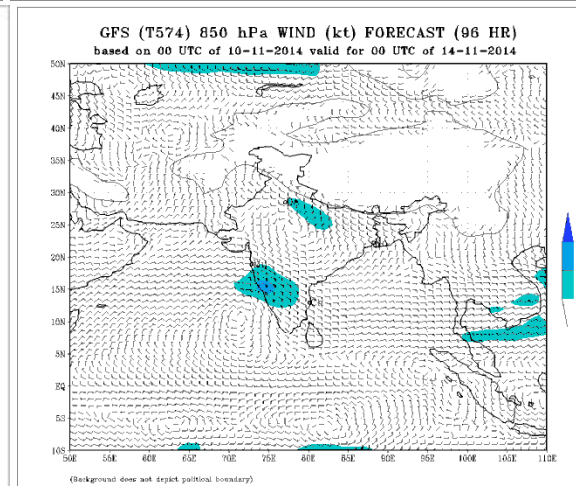 GFS (T574) 850 hPa WIND (kt) FORECAST (96 HR)
based on 00 UTC of 10-11-2014 valid for 00 UTC of 14-11-2014
50N
45N
40N
35N
30N
25N
20N
15N
10N
5N
EQ
5S
10S
50E 55E 60E 65E 70E 75E 80E 85E 90E 95E 100E 105E 110E
(Background does not depict political boundary)